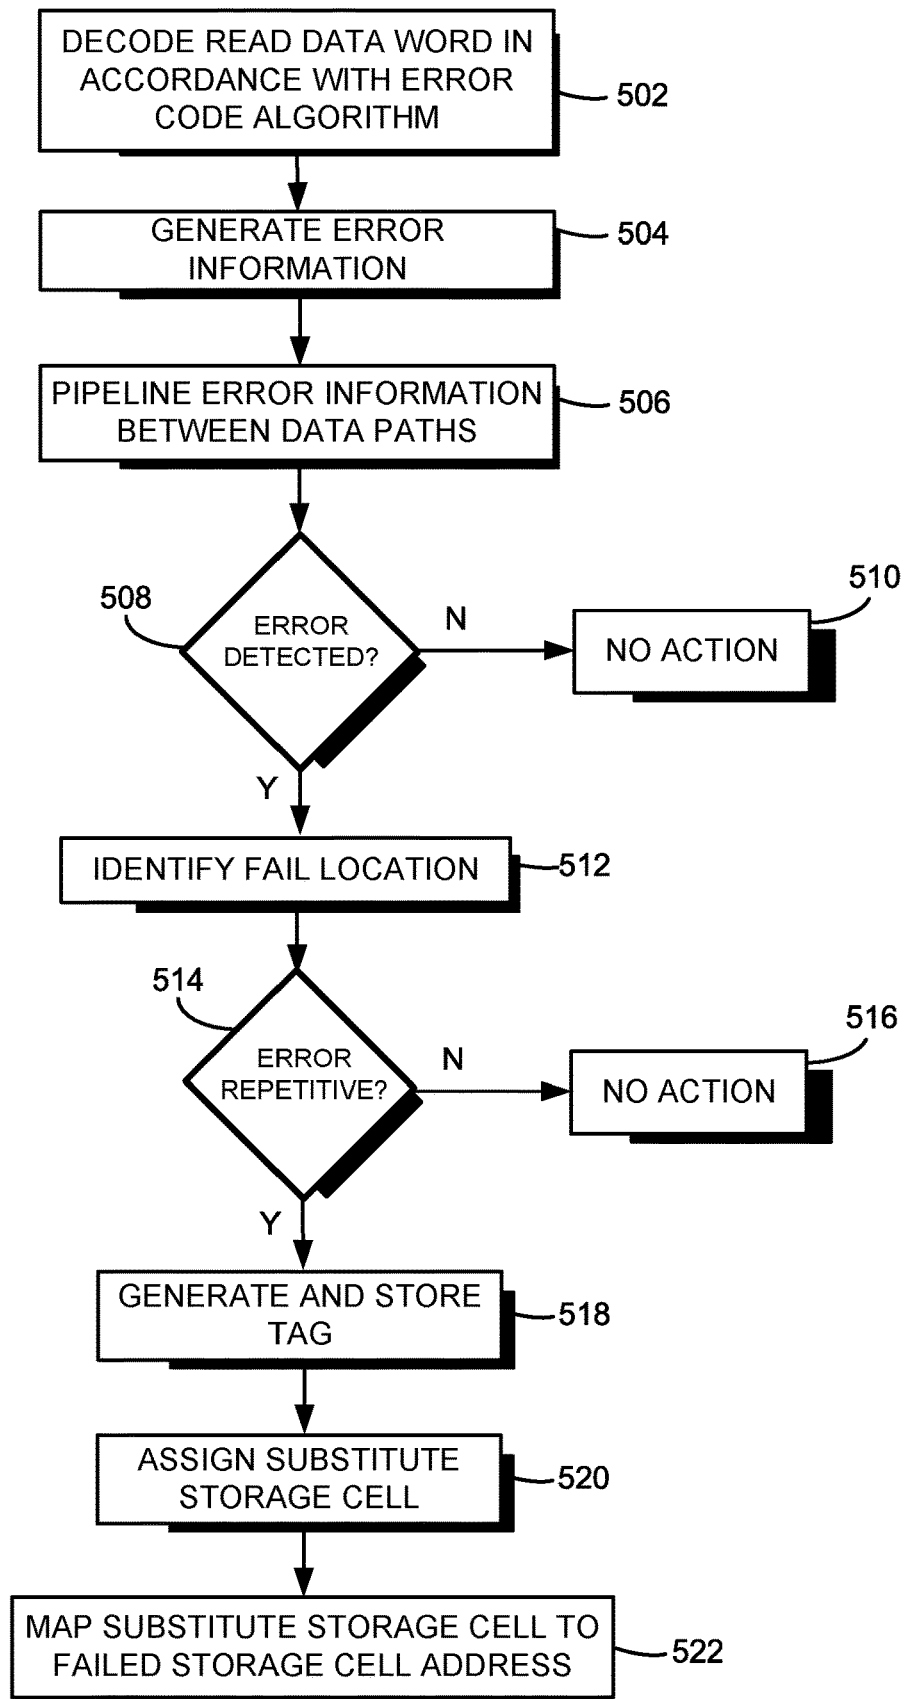 DECODE READ DATA WORD IN
ACCORDANCE WITH ERROR
CODE ALGORITHM
502
GENERATE ERROR
INFORMATION
504
PIPELINE ERROR INFORMATION
BETWEEN DATA PATHS
506
508
ERROR
DETECTED?
N
510
NO ACTION
Y
IDENTIFY FAIL LOCATION
512
514
ERROR
REPETITIVE?
N
516
NO ACTION
Y
GENERATE AND STORE
TAG
518
ASSIGN SUBSTITUTE
STORAGE CELL
520
MAP SUBSTITUTE STORAGE CELL TO
FAILED STORAGE CELL ADDRESS
522